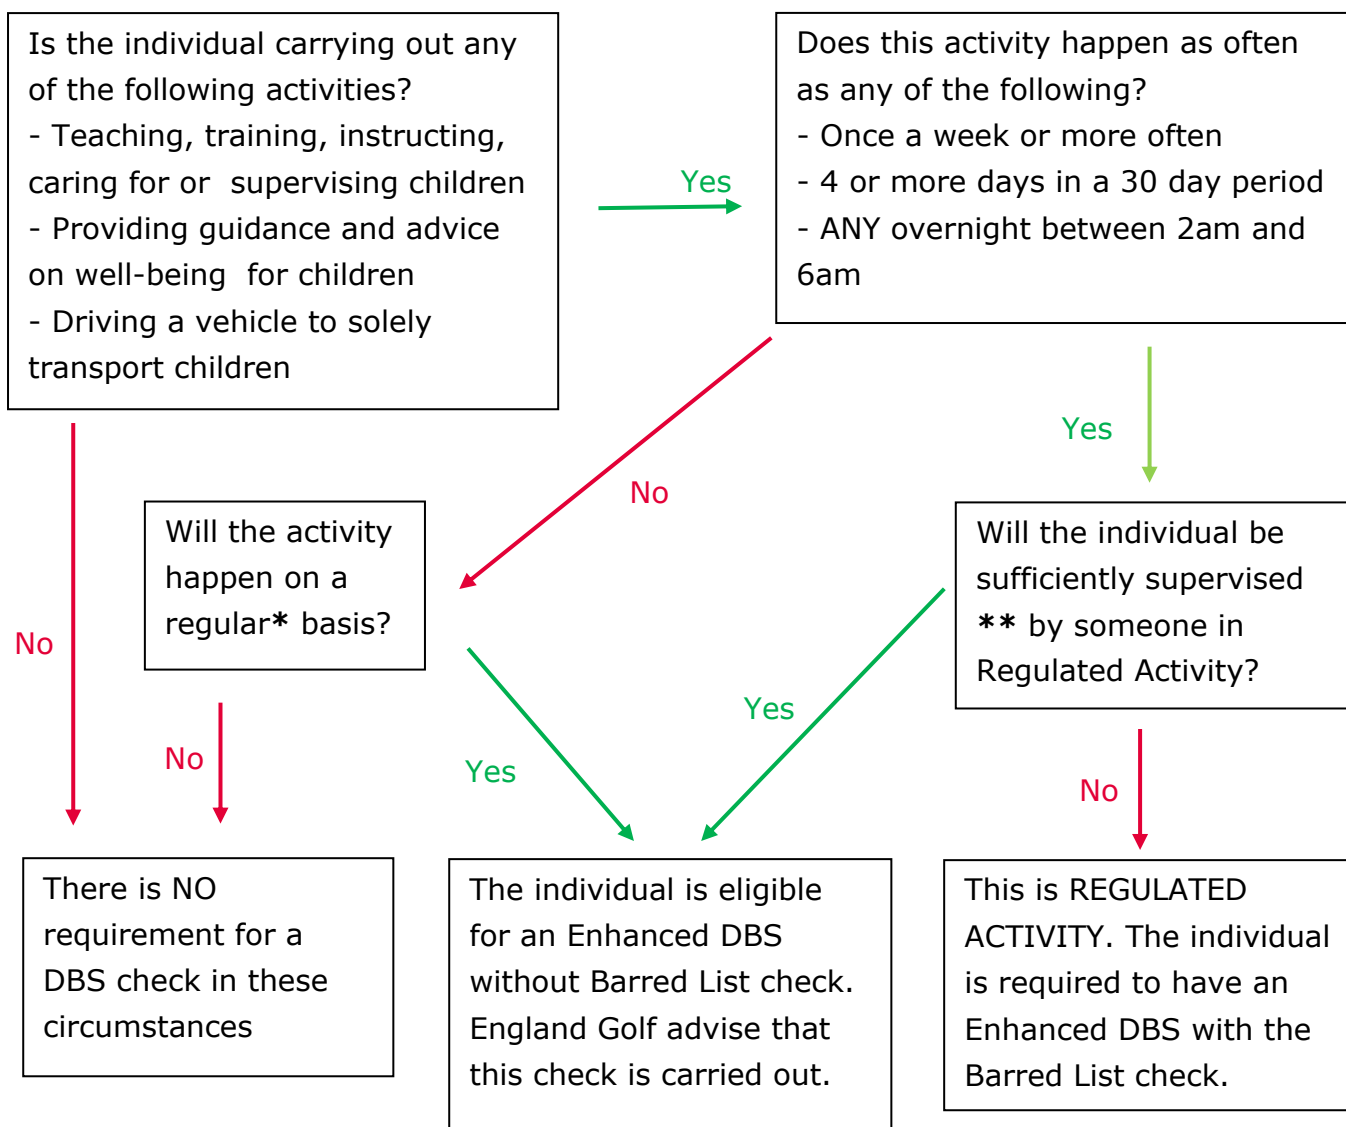 Is the individual carrying out any
of the following activities?
- Teaching, training, instructing,
caring for or  supervising children
- Providing guidance and advice
on well-being  for children
- Driving a vehicle to solely
transport children
Yes
Does this activity happen as often
as any of the following?
- Once a week or more often
- 4 or more days in a 30 day period
- ANY overnight between 2am and
6am
No
Yes
No
Will the activity
happen on a
regular* basis?
Will the individual be
sufficiently supervised
** by someone in
Regulated Activity?
No
Yes
Yes
No
There is NO
requirement for a
DBS check in these
circumstances
The individual is eligible
for an Enhanced DBS
without Barred List check.
England Golf advise that
this check is carried out.
This is REGULATED
ACTIVITY. The individual
is required to have an
Enhanced DBS with the
Barred List check.